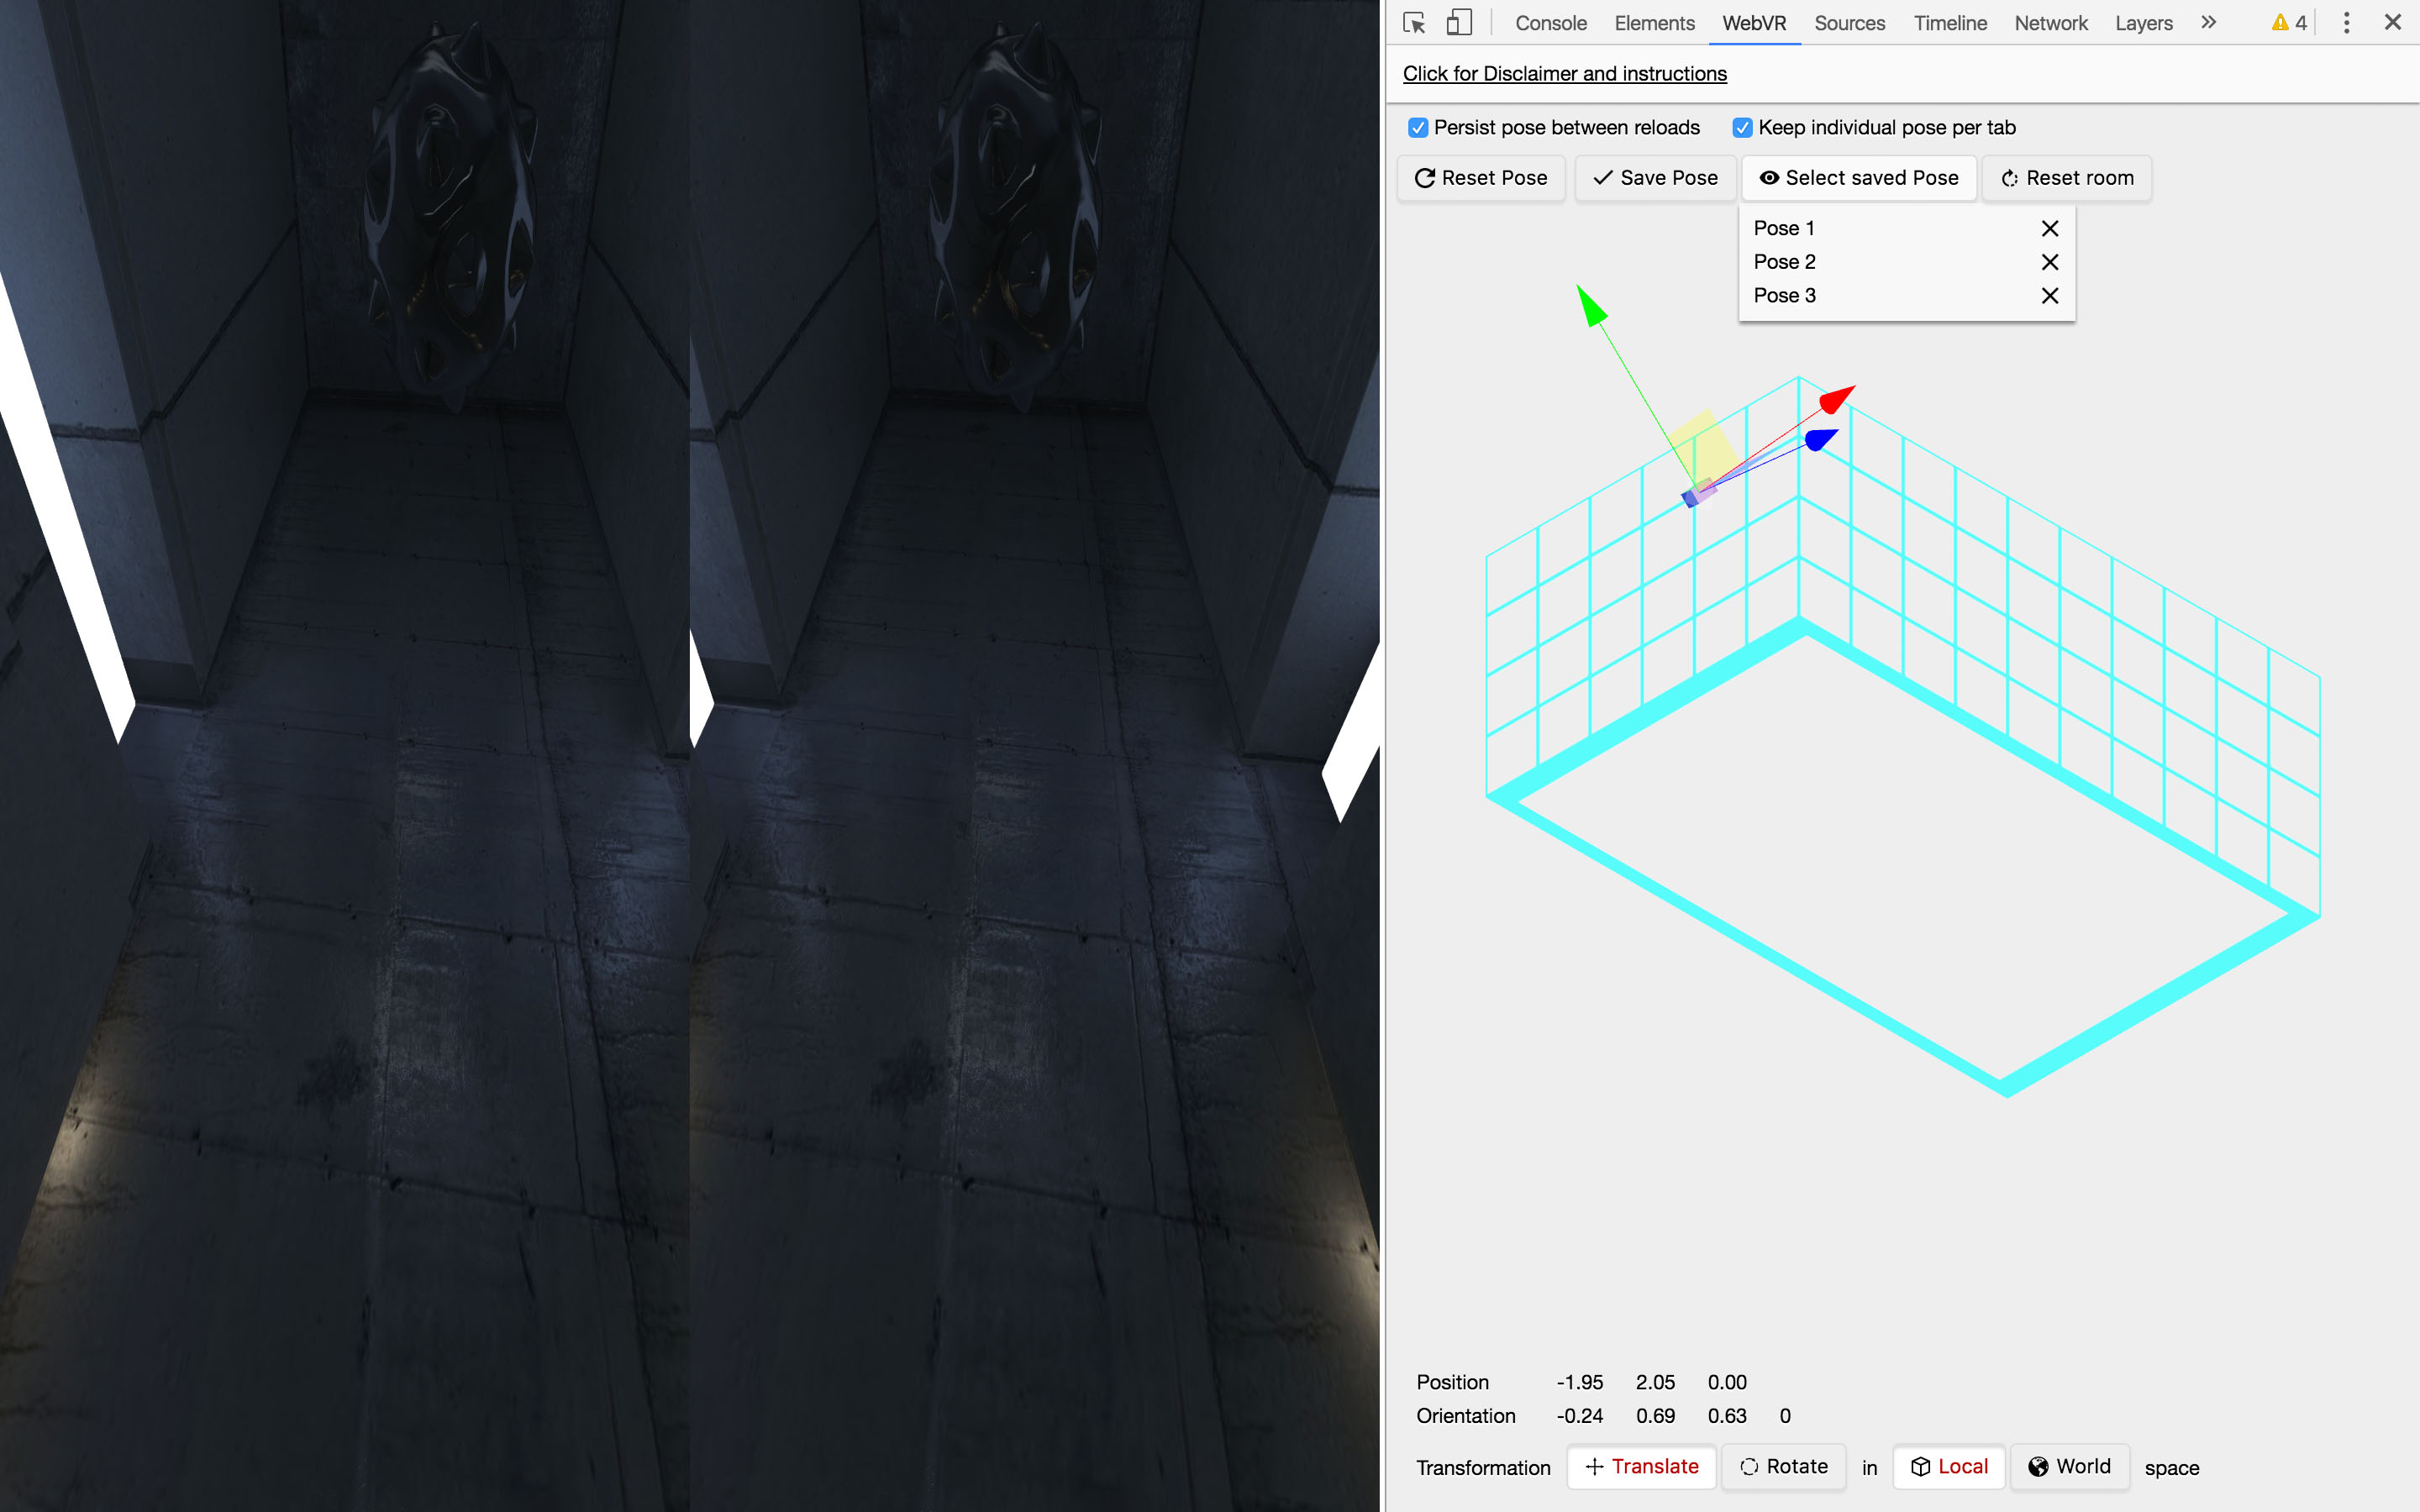 Console Elements WebVR Sources Timeline Network Layers » 4
Click for Disclaimer and instructions
Persist pose between reloads Keep individual pose per tab
Reset Pose Save Pose Select saved Pose Reset room
Pose 1
Pose 2
Pose 3
Position -1.95 2.05 0.00
Orientation -0.24 0.69 0.63 0
Transformation Translate Rotate in Local World space